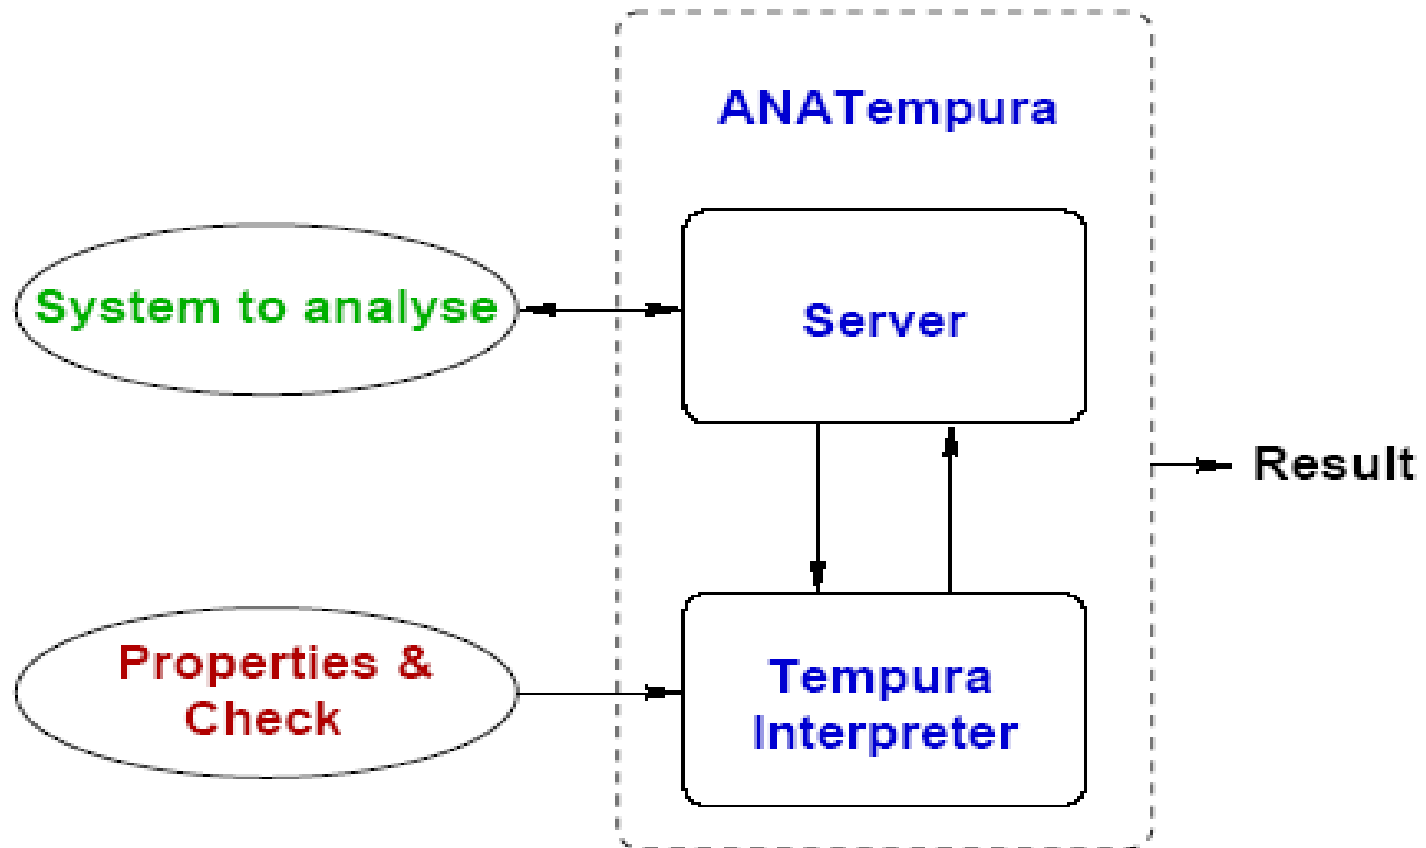 ANATempura
System to analyse
Server
Result
Properties &
Check
Tempura
Interpreter